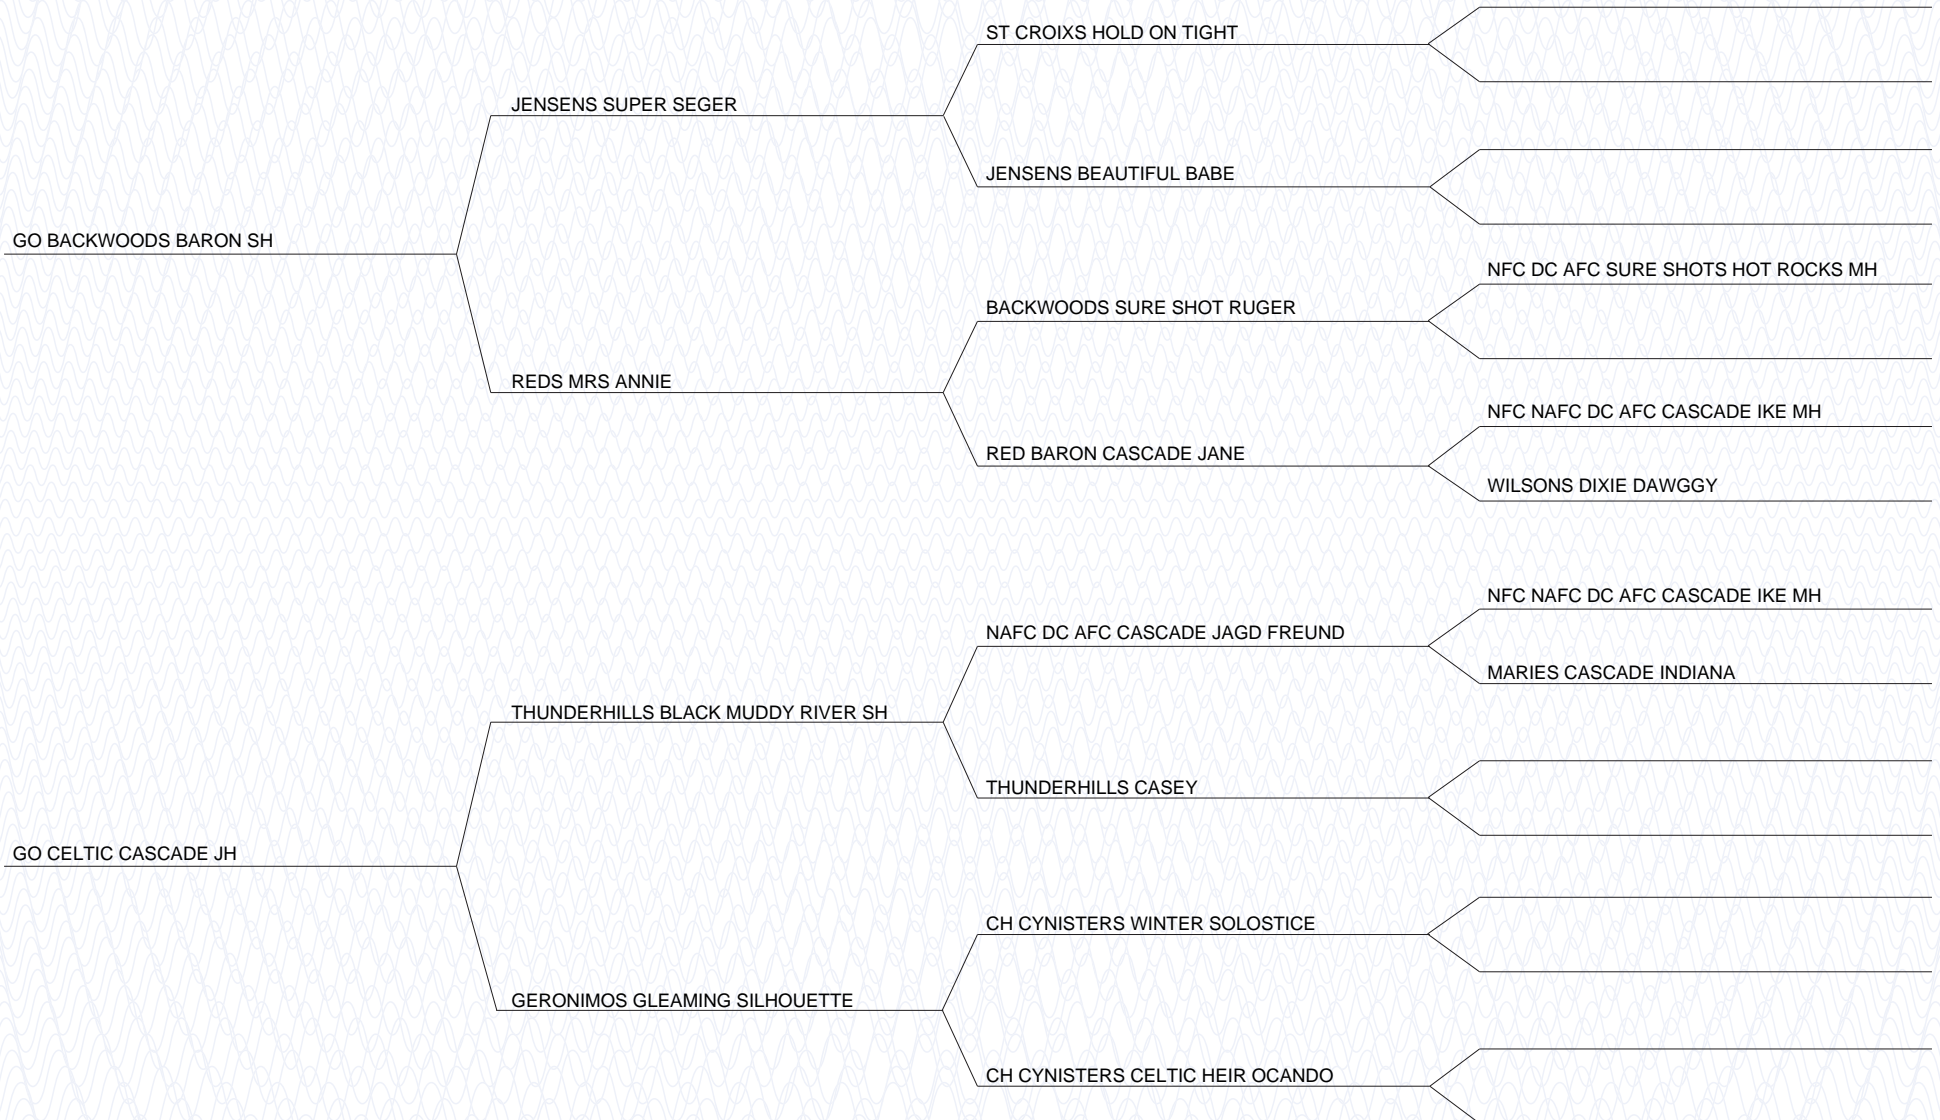 ST CROIXS HOLD ON TIGHT
JENSENS SUPER SEGER
JENSENS BEAUTIFUL BABE
GO BACKWOODS BARON SH
NFC DC AFC SURE SHOTS HOT ROCKS MH
BACKWOODS SURE SHOT RUGER
REDS MRS ANNIE
NFC NAFC DC AFC CASCADE IKE MH
RED BARON CASCADE JANE
WILSONS DIXIE DAWGGY
NFC NAFC DC AFC CASCADE IKE MH
NAFC DC AFC CASCADE JAGD FREUND
MARIES CASCADE INDIANA
THUNDERHILLS BLACK MUDDY RIVER SH
THUNDERHILLS CASEY
GO CELTIC CASCADE JH
CH CYNISTERS WINTER SOLOSTICE
GERONIMOS GLEAMING SILHOUETTE
CH CYNISTERS CELTIC HEIR OCANDO